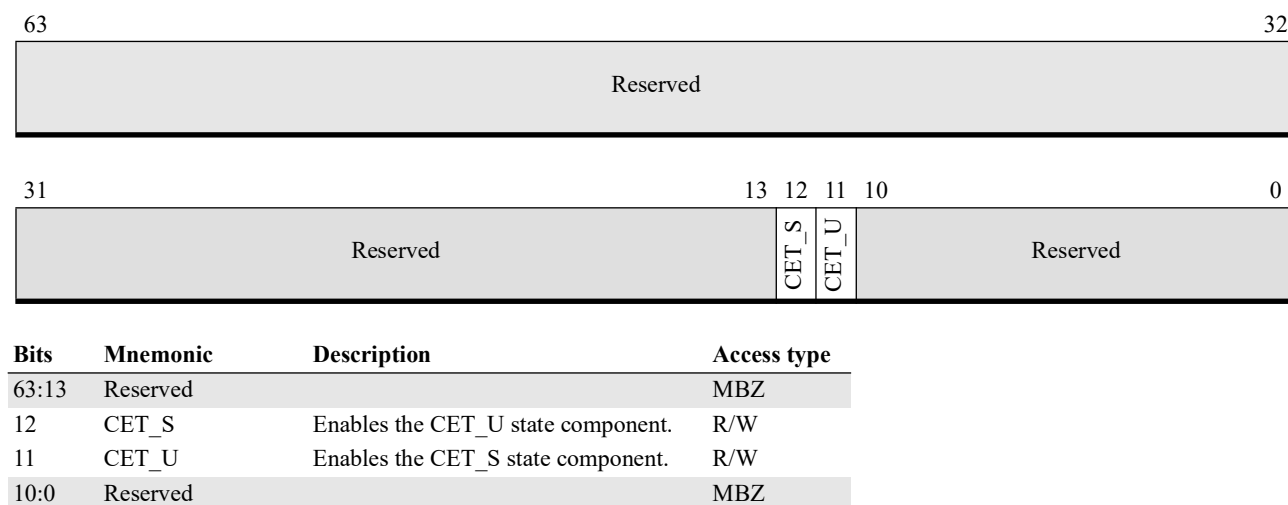 63 32
Reserved
31 13 12 11 10 0
Reserved CET_S CET_U Reserved
Bits Mnemonic Description Access type
63:13 Reserved MBZ
12 CET_S Enables the CET_U state component. R/W
11 CET_U Enables the CET_S state component. R/W
10:0 Reserved MBZ